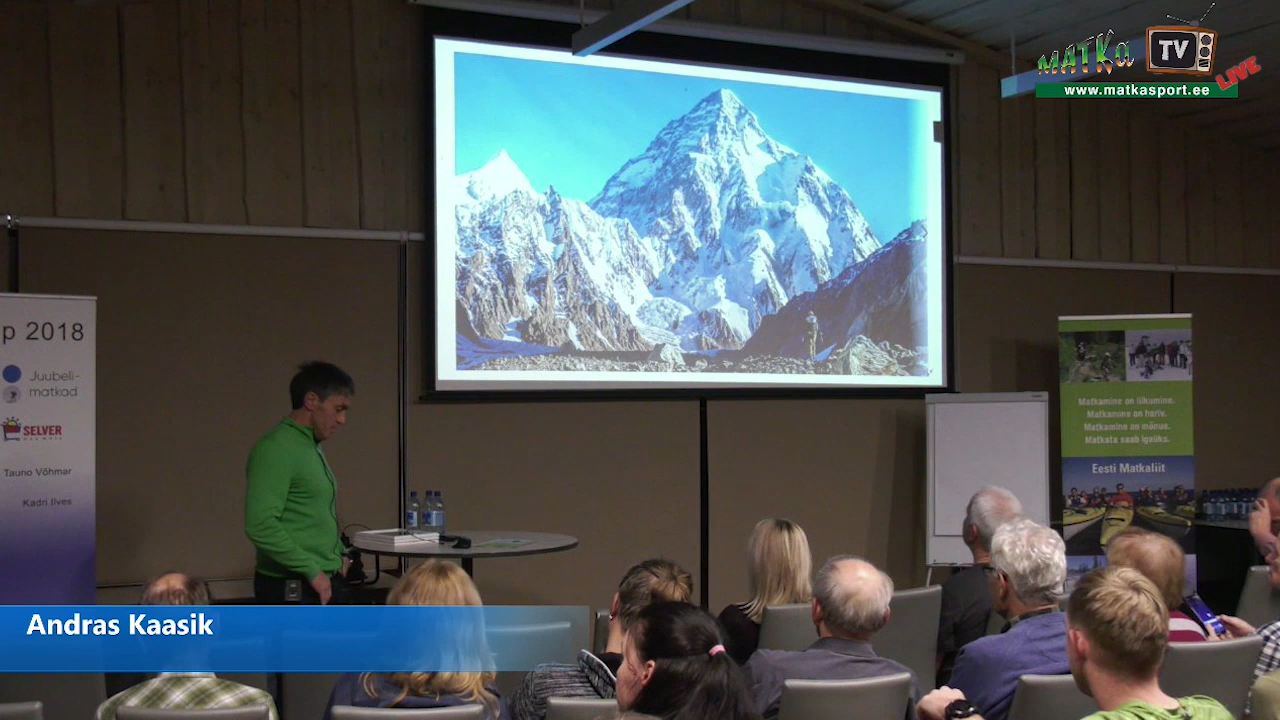 MATKa
TV
LIVE
www.matkasport.ee
p 2018
Juubeli-
matkad
SELVER
Tauno Võhmar
Kadri Ilves
Matkamine on liikumine.
Matkamine on tervis.
Matkamine on mõnus.
Matkata saab igaüks.
Eesti Matkaliit
Andras Kaasik